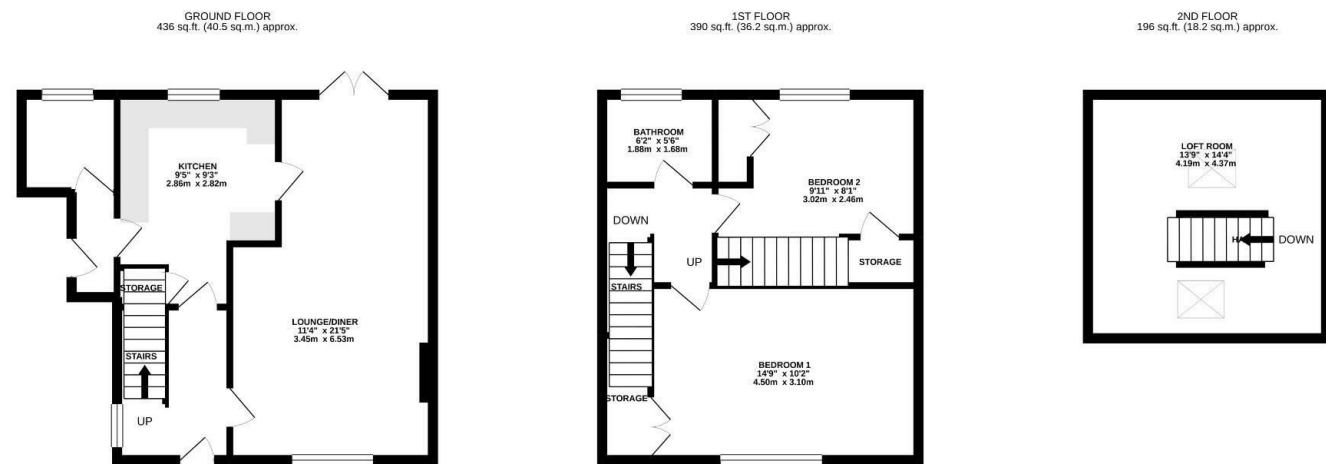 GROUND FLOOR
436 sq.ft. (40.5 sq.m.) approx.
KITCHEN
9'5" x 9'3"
2.86m x 2.82m
STORAGE
STAIRS
UP
LOUNGE/DINER
11'4" x 21'5"
3.45m x 6.53m
1ST FLOOR
390 sq.ft. (36.2 sq.m.) approx.
BATHROOM
6'2" x 5'6"
1.88m x 1.68m
BEDROOM 2
9'11" x 8'1"
3.02m x 2.46m
DOWN
UP
STORAGE
STAIRS
BEDROOM 1
14'9" x 10'2"
4.50m x 3.10m
STORAGE
2ND FLOOR
196 sq.ft. (18.2 sq.m.) approx.
LOFT ROOM
13'9" x 14'4"
4.19m x 4.37m
DOWN